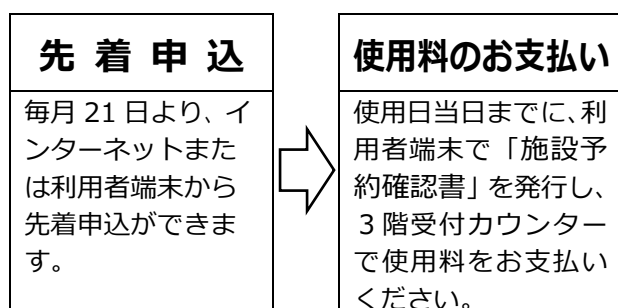 先 着 申 込
毎月 21 日より、イ
ンターネットまた
は利用者端末から
先着申込ができま
す。
使用料のお支払い
使用日当日までに、利
用者端末で「施設予
約確認書」を発行し、
３階受付カウンター
で使用料をお支払い
ください。